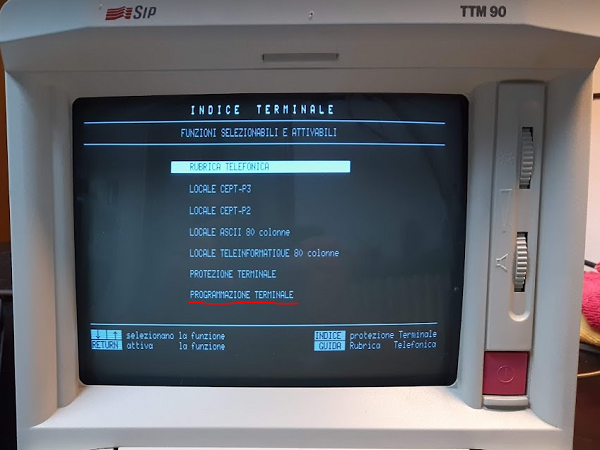 SIP
TTM 90
INDICE TERMINALE
FUNZIONI SELEZIONABILI E ATTIVABILI
RUBRICA TELEFONICA
LOCALE CEPT-P3
LOCALE CEPT-P2
LOCALE ASCII 80 colonne
LOCALE TELEINFORMATIQUE 80 colonne
PROTEZIONE TERMINALE
PROGRAMMAZIONE TERMINALE
↓ ↑ selezionano la funzione
RETURN attiva la funzione
INDICE protezione Terminale
GUIDA Rubrica Telefonica